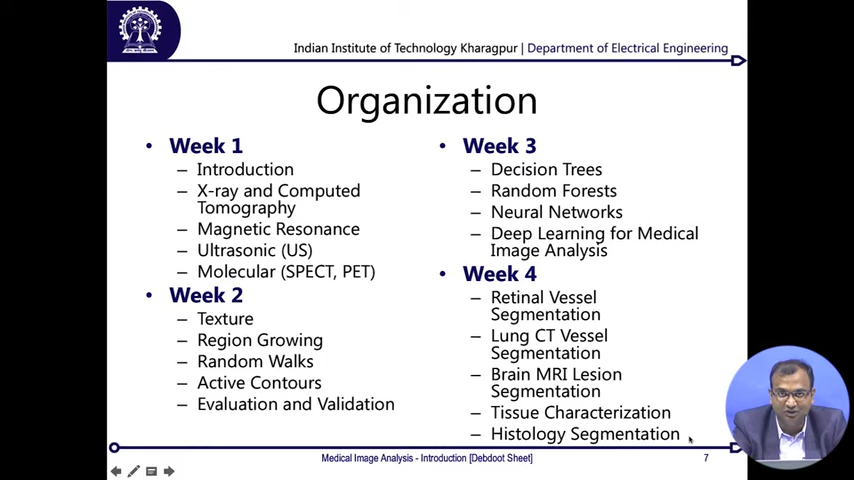 Indian Institute of Technology Kharagpur | Department of Electrical Engineering
Organization
• Week 1
– Introduction
– X-ray and Computed
Tomography
– Magnetic Resonance
– Ultrasonic (US)
– Molecular (SPECT, PET)
• Week 2
– Texture
– Region Growing
– Random Walks
– Active Contours
– Evaluation and Validation
• Week 3
– Decision Trees
– Random Forests
– Neural Networks
– Deep Learning for Medical
Image Analysis
• Week 4
– Retinal Vessel
Segmentation
– Lung CT Vessel
Segmentation
– Brain MRI Lesion
Segmentation
– Tissue Characterization
– Histology Segmentation
Medical Image Analysis - Introduction [Debdoot Sheet]
7